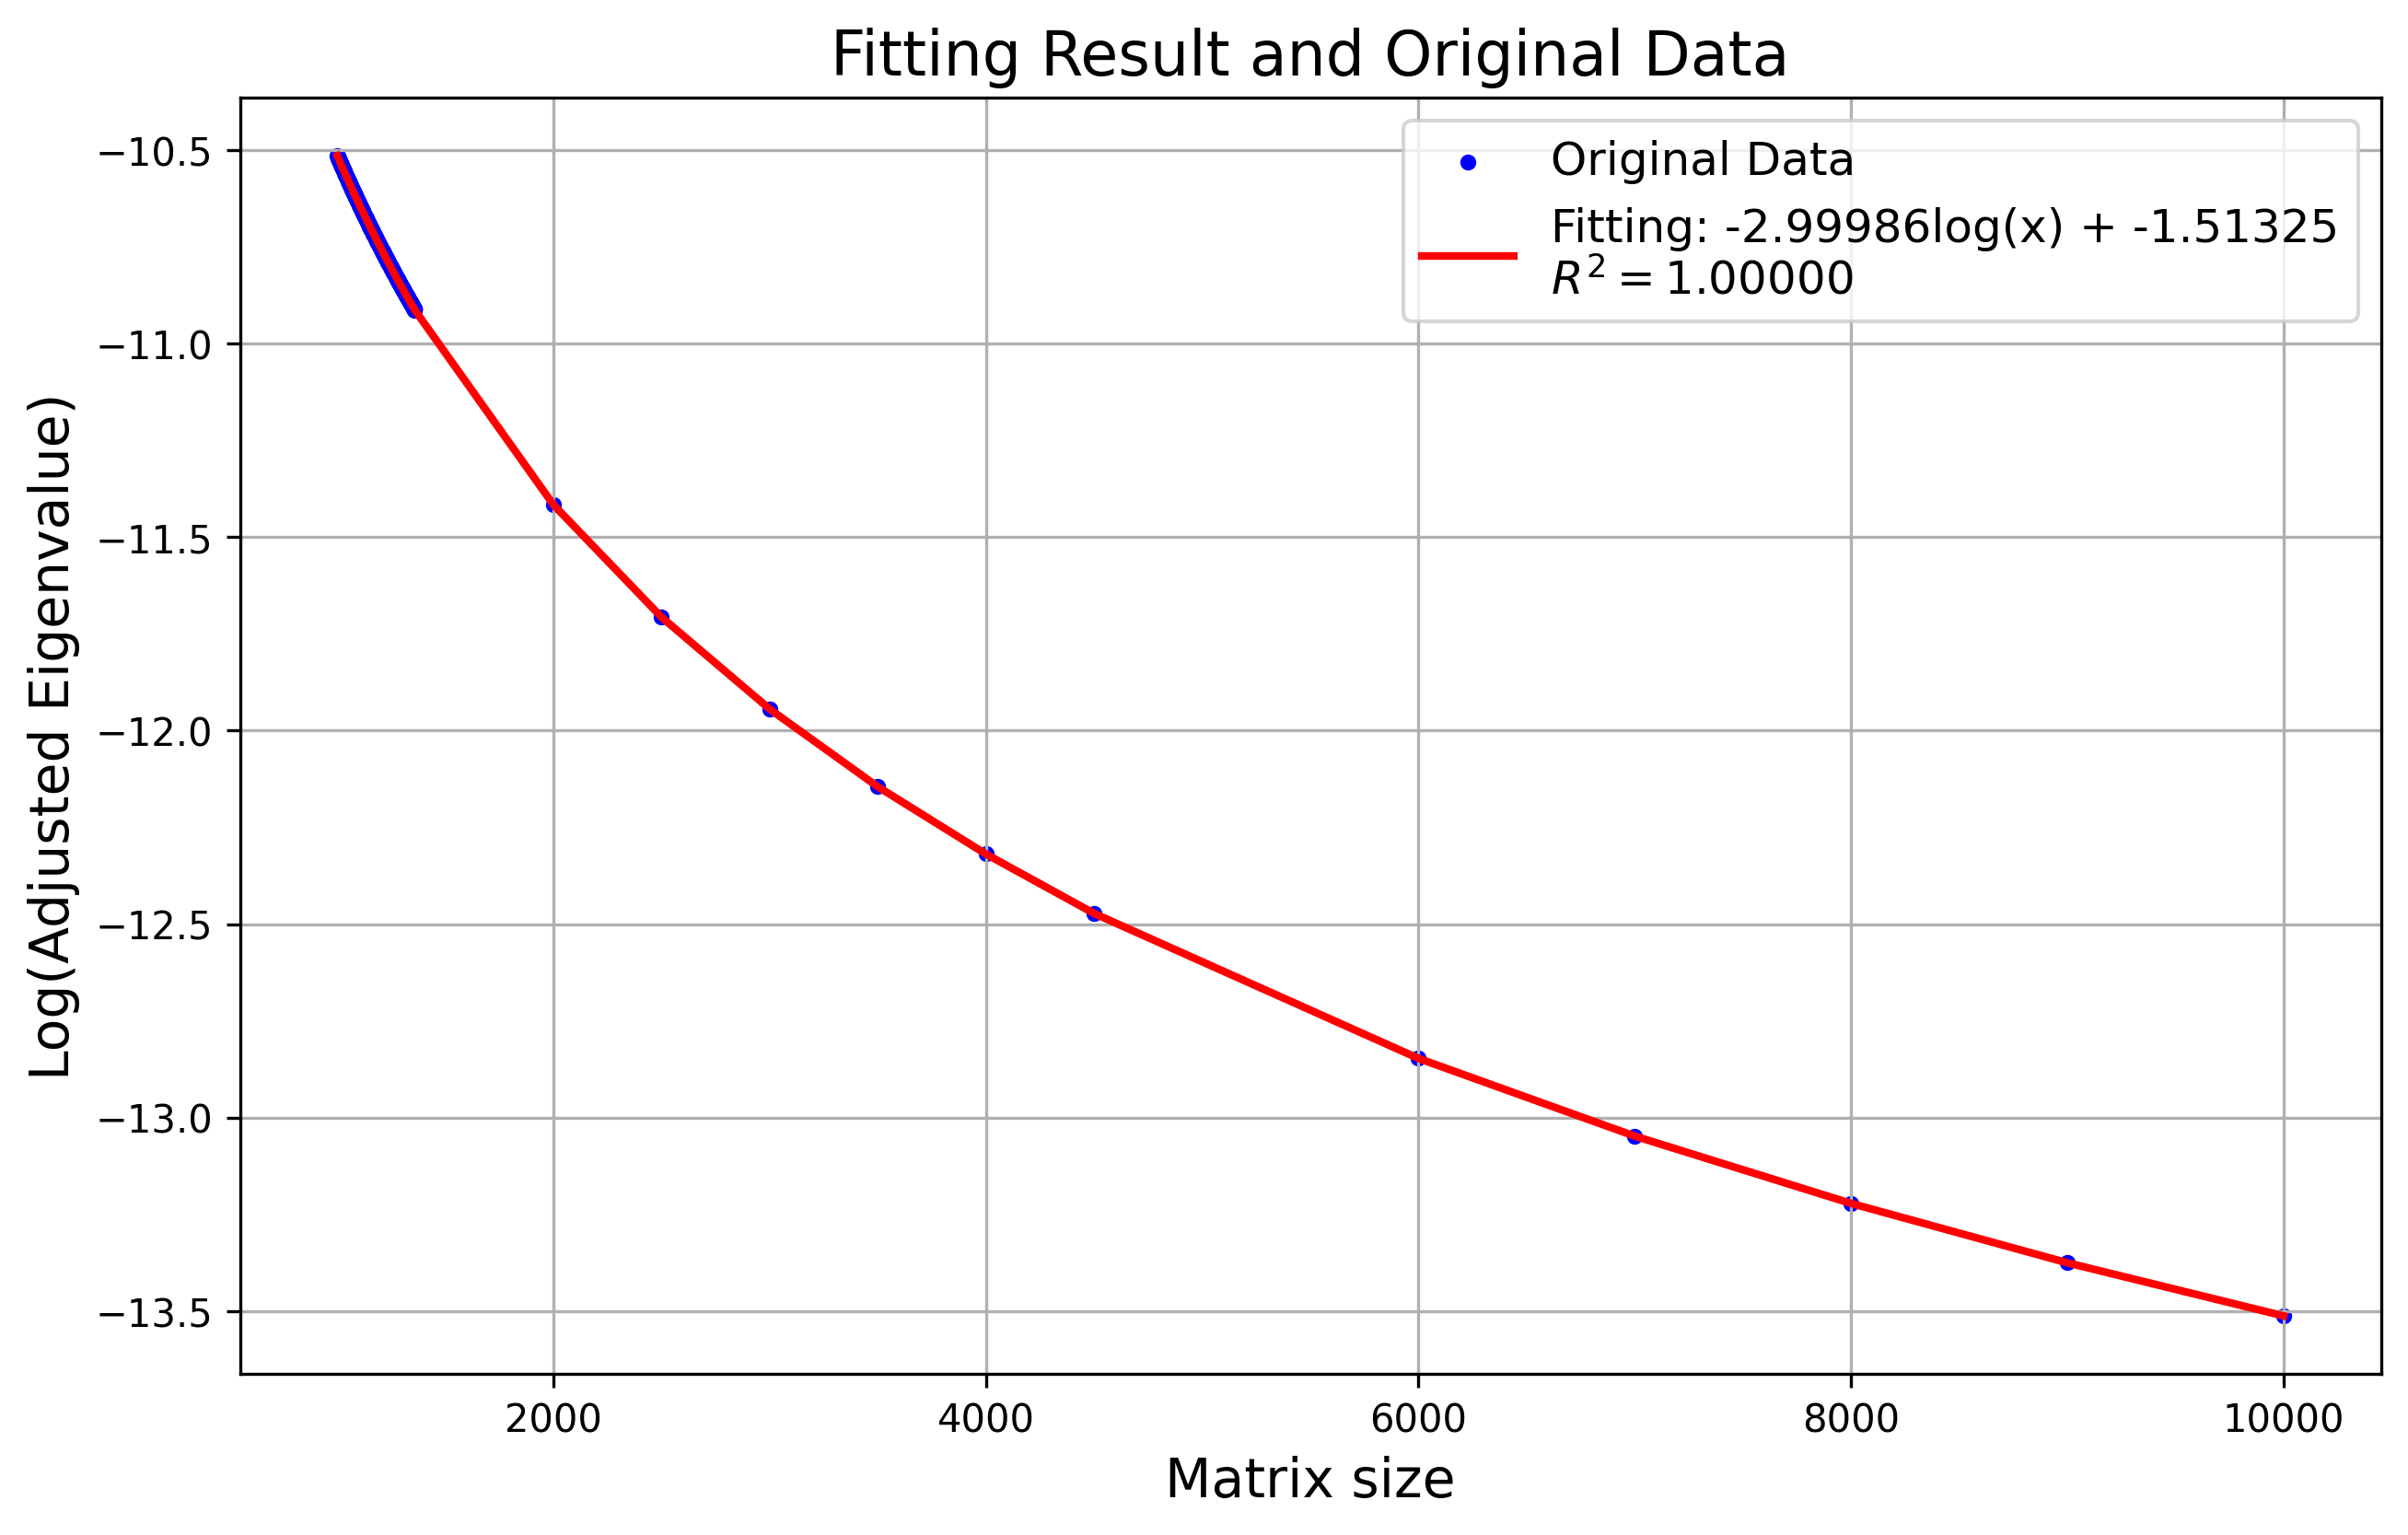 Fitting Result and Original Data
−10.5
−11.0
−11.5
−12.0
−12.5
−13.0
−13.5
Log(Adjusted Eigenvalue)
Original Data
Fitting: -2.99986log(x) + -1.51325
R² = 1.00000
2000
4000
6000
8000
10000
Matrix size